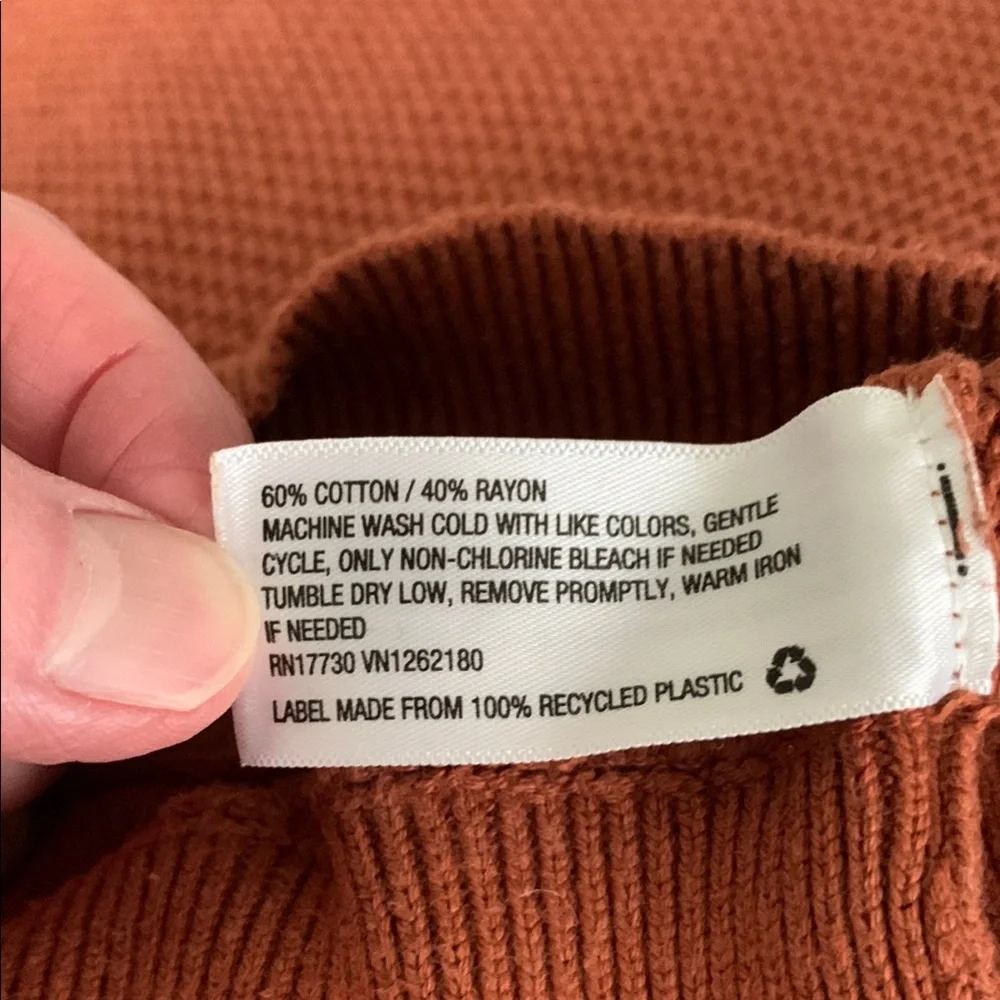 60% COTTON / 40% RAYON
MACHINE WASH COLD WITH LIKE COLORS, GENTLE
CYCLE, ONLY NON-CHLORINE BLEACH IF NEEDED
TUMBLE DRY LOW, REMOVE PROMPTLY, WARM IRON
IF NEEDED
RN17730 VN1262180
LABEL MADE FROM 100% RECYCLED PLASTIC